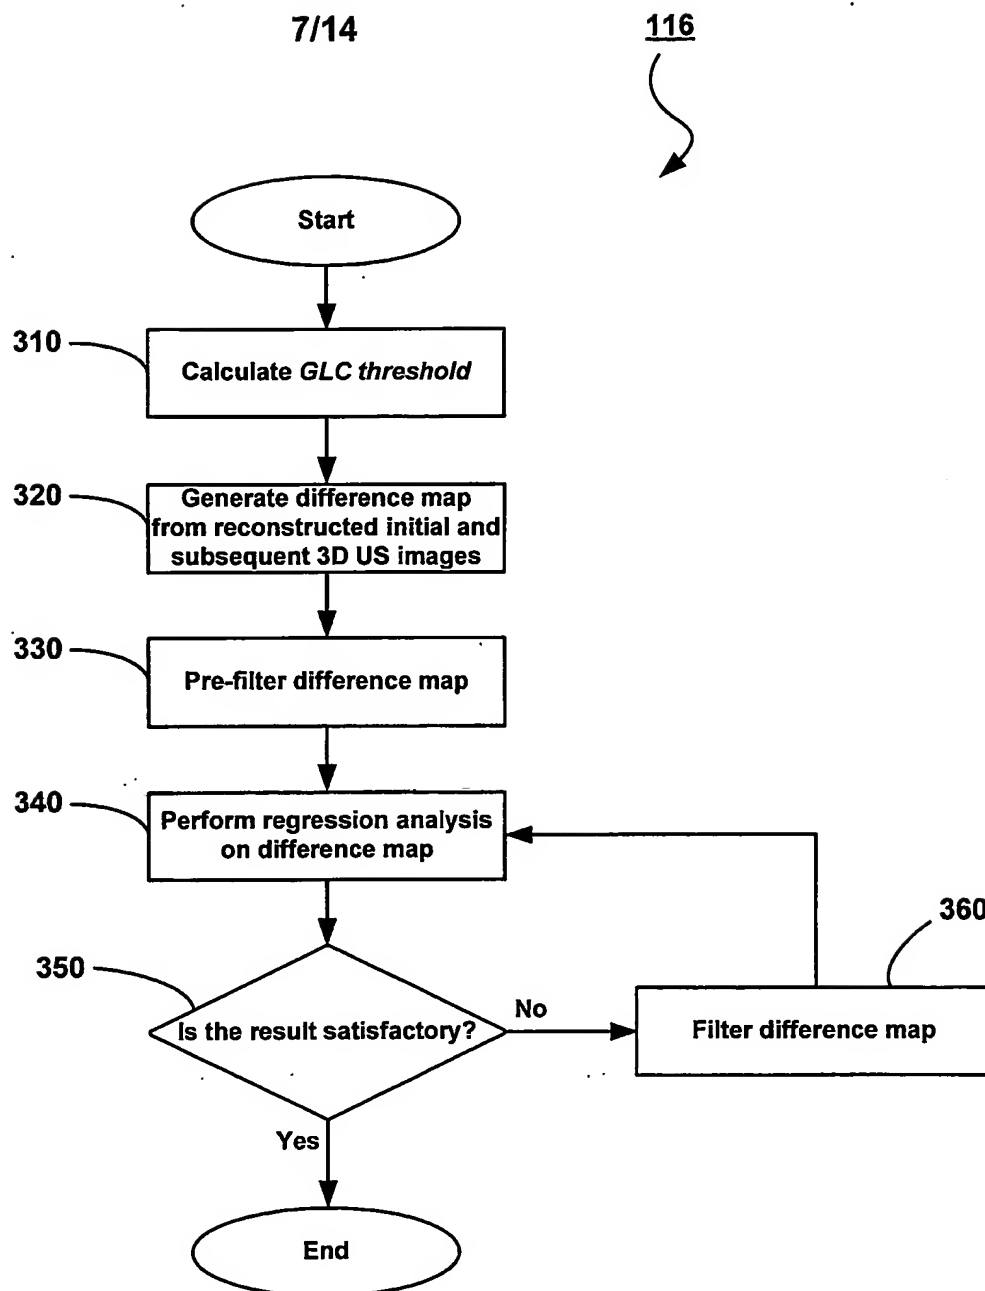 7/14
116
Start
310
Calculate GLC threshold
320
Generate difference map
from reconstructed initial and
subsequent 3D US images
330
Pre-filter difference map
340
Perform regression analysis
on difference map
360
350
Is the result satisfactory?
No
Filter difference map
Yes
End